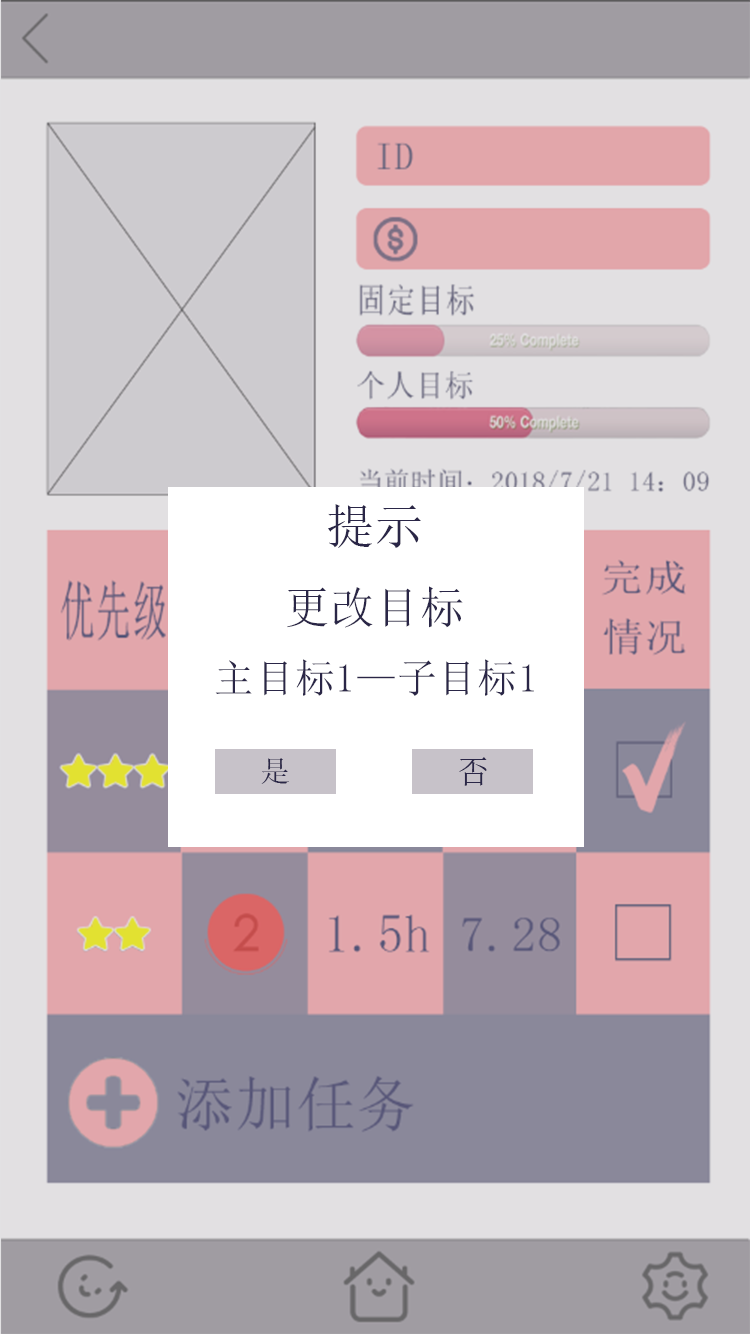 ID
固定目标
25% Complete
个人目标
50% Complete
当前时间：2018/7/21 14：09
提示
更改目标
主目标1—子目标1
是
否
优先级
完成
情况
2
1.5h
7.28
添加任务